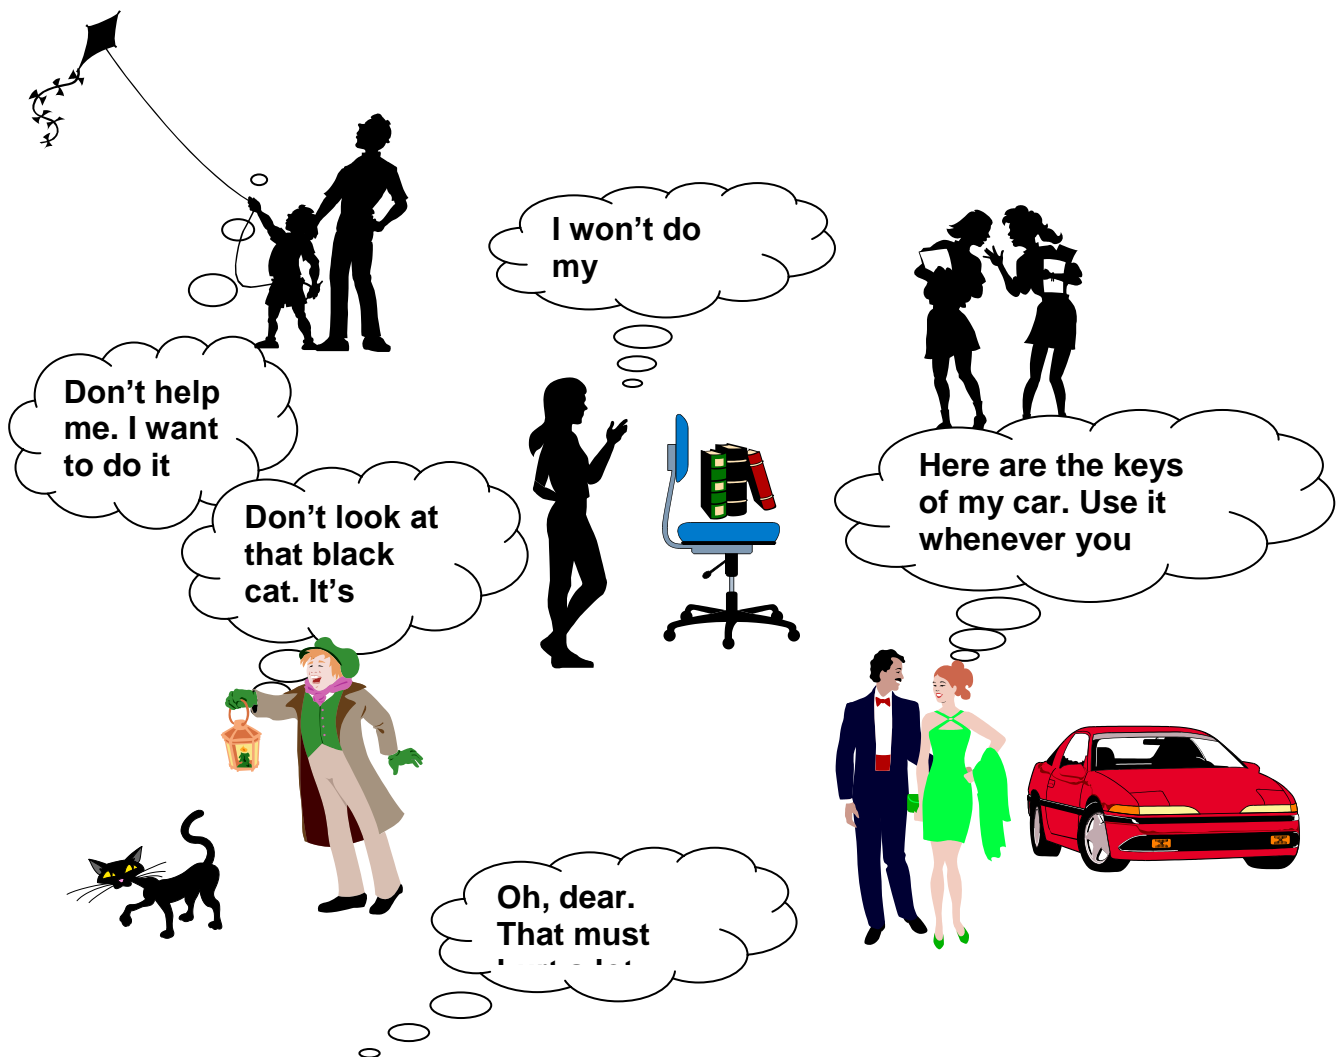 I won't do
my
Don't help
me. I want
to do it
Here are the keys
of my car. Use it
whenever you
Don't look at
that black
cat. It's
Oh, dear.
That must